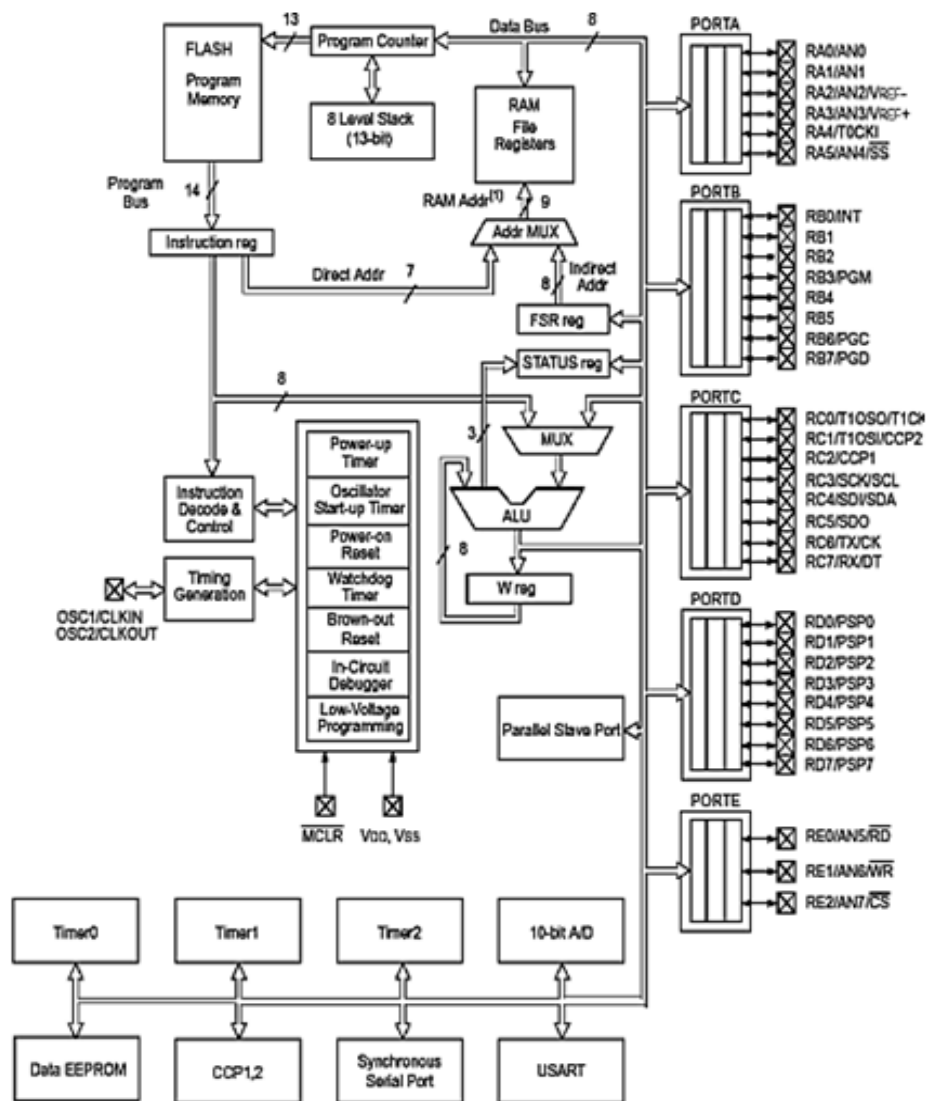 13
Data Bus
8
PORTA
FLASH
Program
Memory
Program Counter
RA0/AN0
RA1/AN1
RA2/AN2/VREF-
RA3/AN3/VREF+
RA4/T0CKI
RA5/AN4/SS
8 Level Stack
(13-bit)
RAM
File
Registers
Program
Bus
14
RAM Addr(1)
9
PORTB
Instruction reg
Addr MUX
RB0/INT
RB1
RB2
RB3/PGM
RB4
RB5
RB6/PGC
RB7/PGD
Direct Addr
7
8
Indirect
Addr
FSR reg
STATUS reg
8
3
MUX
PORTC
RC0/T1OSO/T1CK
RC1/T1OSI/CCP2
RC2/CCP1
RC3/SCK/SCL
RC4/SDI/SDA
RC5/SDO
RC6/TX/CK
RC7/RX/DT
Power-up
Timer
Instruction
Decode &
Control
Oscillator
Start-up Timer
ALU
Power-on
Reset
8
Timing
Generation
Watchdog
Timer
W reg
OSC1/CLKIN
OSC2/CLKOUT
Brown-out
Reset
PORTD
RD0/PSP0
RD1/PSP1
RD2/PSP2
RD3/PSP3
RD4/PSP4
RD5/PSP5
RD6/PSP6
RD7/PSP7
In-Circuit
Debugger
Low-Voltage
Programming
Parallel Slave Port
MCLR
VDD, VSS
PORTE
RE0/AN5/RD
RE1/AN6/WR
RE2/AN7/CS
Timer0
Timer1
Timer2
10-bit A/D
Data EEPROM
CCP1,2
Synchronous
Serial Port
USART